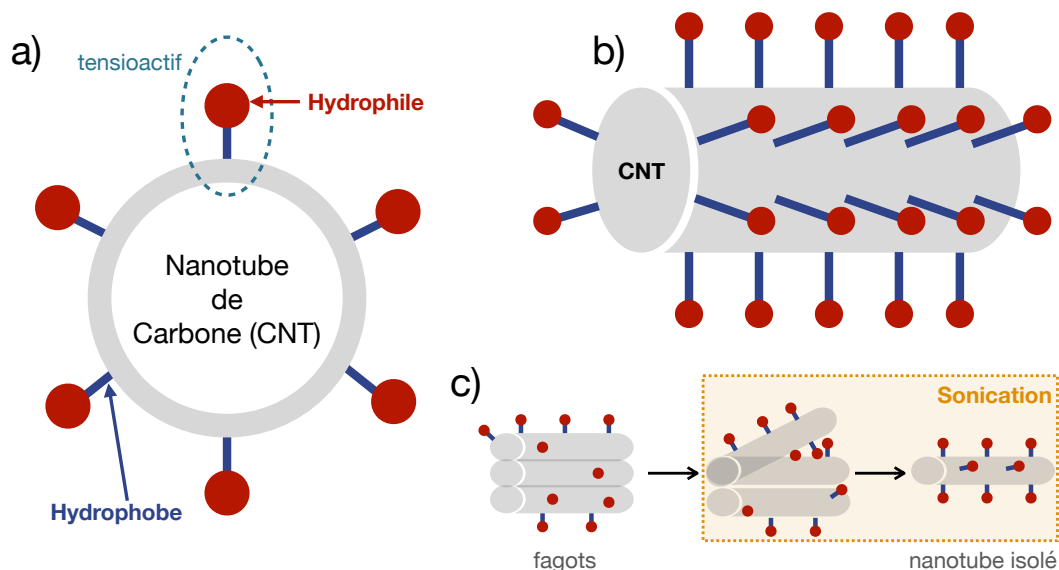 a)
tensioactif
Hydrophile
Nanotube
de
Carbone (CNT)
Hydrophobe
b)
CNT
c)
Sonication
fagots
nanotube isolé